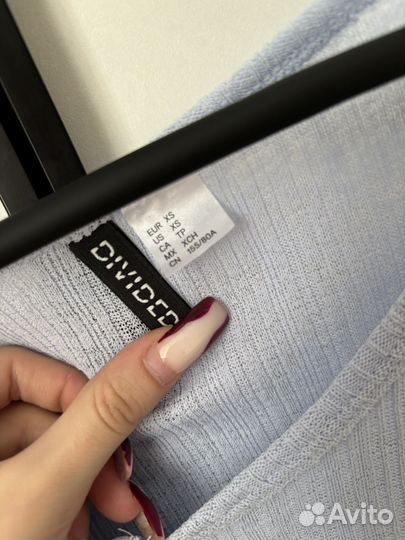 EUR XS
US XS
CA TP
MX XCH
CN 155/80A
DIVIDED
Avito